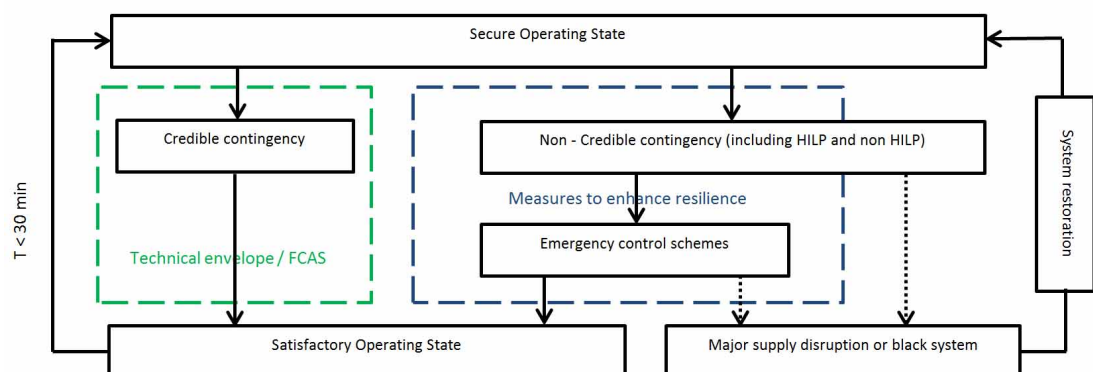 Secure Operating State
Credible contingency
Non - Credible contingency (including HILP and non HILP)
Measures to enhance resilience
Emergency control schemes
Technical envelope / FCAS
T < 30 min
System restoration
Satisfactory Operating State
Major supply disruption or black system